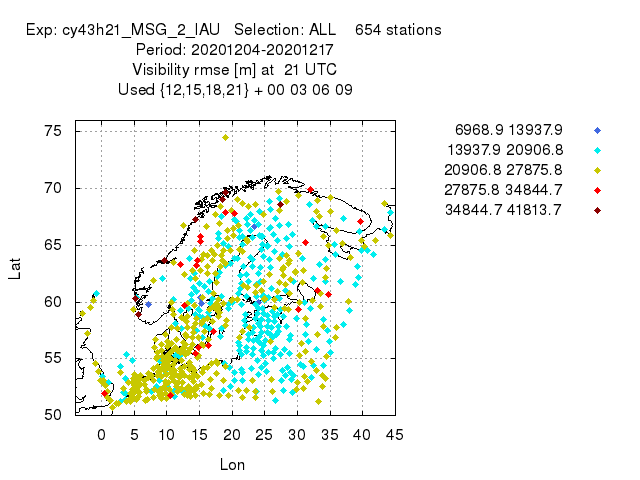 Exp: cy43h21_MSG_2_IAU   Selection: ALL    654 stations
Period: 20201204-20201217
Visibility rmse [m] at  21 UTC
Used {12,15,18,21} + 00 03 06 09
6968.9 13937.9
13937.9 20906.8
20906.8 27875.8
27875.8 34844.7
34844.7 41813.7
75
70
65
60
55
50
Lat
0 5 10 15 20 25 30 35 40 45
Lon